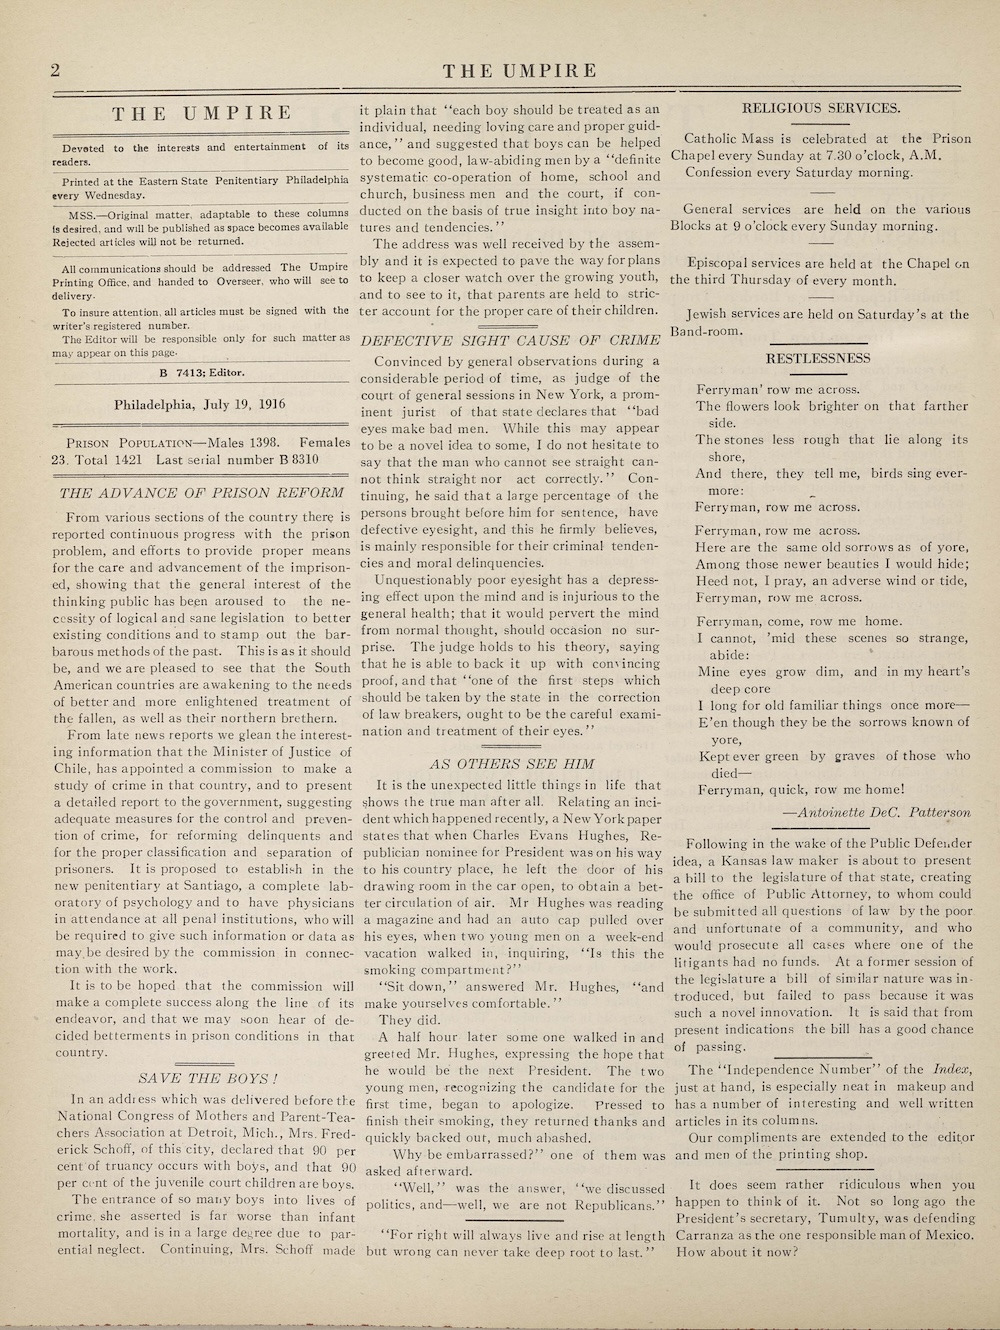 2
THE UMPIRE
THE UMPIRE
Devoted to the interests and entertainment of its
readers.
Printed at the Eastern State Penitentiary Philadelphia
every Wednesday.
MSS.—Original matter, adaptable to these columns
is desired, and will be published as space becomes available
Rejected articles will not be returned.
All communications should be addressed The Umpire
Printing Office, and handed to Overseer, who will see to
delivery.
To insure attention, all articles must be signed with the
writer's registered number.
The Editor will be responsible only for such matter as
may appear on this page.
B 7413; Editor.
Philadelphia, July 19, 1916
PRISON POPULATION—Males 1398. Females
23. Total 1421 Last serial number B 8310
THE ADVANCE OF PRISON REFORM
From various sections of the country there is
reported continuous progress with the prison
problem, and efforts to provide proper means
for the care and advancement of the imprison-
ed, showing that the general interest of the
thinking public has been aroused to the ne-
cessity of logical and sane legislation to better
existing conditions and to stamp out the bar-
barous methods of the past. This is as it should
be, and we are pleased to see that the South
American countries are awakening to the needs
of better and more enlightened treatment of
the fallen, as well as their northern brethern.
From late news reports we glean the interest-
ing information that the Minister of Justice of
Chile, has appointed a commission to make a
study of crime in that country, and to present
a detailed report to the government, suggesting
adequate measures for the control and preven-
tion of crime, for reforming delinquents and
for the proper classification and separation of
prisoners. It is proposed to establish in the
new penitentiary at Santiago, a complete lab-
oratory of psychology and to have physicians
in attendance at all penal institutions, who will
be required to give such information or data as
may be desired by the commission in connec-
tion with the work.
It is to be hoped that the commission will
make a complete success along the line of its
endeavor, and that we may soon hear of de-
cided betterments in prison conditions in that
country.
SAVE THE BOYS!
In an address which was delivered before the
National Congress of Mothers and Parent-Tea-
chers Association at Detroit, Mich., Mrs. Fred-
erick Schoff, of this city, declared that 90 per
cent of truancy occurs with boys, and that 90
per cent of the juvenile court children are boys.
The entrance of so many boys into lives of
crime, she asserted is far worse than infant
mortality, and is in a large degree due to par-
ential neglect. Continuing, Mrs. Schoff made
it plain that "each boy should be treated as an
individual, needing loving care and proper guid-
ance," and suggested that boys can be helped
to become good, law-abiding men by a "definite
systematic co-operation of home, school and
church, business men and the court, if con-
ducted on the basis of true insight into boy na-
tures and tendencies."
The address was well received by the assem-
bly and it is expected to pave the way for plans
to keep a closer watch over the growing youth,
and to see to it, that parents are held to stric-
ter account for the proper care of their children.
DEFECTIVE SIGHT CAUSE OF CRIME
Convinced by general observations during a
considerable period of time, as judge of the
court of general sessions in New York, a prom-
inent jurist of that state declares that "bad
eyes make bad men. While this may appear
to be a novel idea to some, I do not hesitate to
say that the man who cannot see straight can-
not think straight nor act correctly." Con-
tinuing, he said that a large percentage of the
persons brought before him for sentence, have
defective eyesight, and this he firmly believes,
is mainly responsible for their criminal tenden-
cies and moral delinquencies.
Unquestionably poor eyesight has a depress-
ing effect upon the mind and is injurious to the
general health; that it would pervert the mind
from normal thought, should occasion no sur-
prise. The judge holds to his theory, saying
that he is able to back it up with convincing
proof, and that "one of the first steps which
should be taken by the state in the correction
of law breakers, ought to be the careful exami-
nation and treatment of their eyes."
AS OTHERS SEE HIM
It is the unexpected little things in life that
shows the true man after all. Relating an inci-
dent which happened recently, a New York paper
states that when Charles Evans Hughes, Re-
publician nominee for President was on his way
to his country place, he left the door of his
drawing room in the car open, to obtain a bet-
ter circulation of air. Mr Hughes was reading
a magazine and had an auto cap pulled over
his eyes, when two young men on a week-end
vacation walked in, inquiring, "Is this the
smoking compartment?"
"Sit down," answered Mr. Hughes, "and
make yourselves comfortable."
They did.
A half hour later some one walked in and
greeted Mr. Hughes, expressing the hope that
he would be the next President. The two
young men, recognizing the candidate for the
first time, began to apologize. Pressed to
finish their smoking, they returned thanks and
quickly backed out, much abashed.
Why be embarrassed?" one of them was
asked afterward.
"Well," was the answer, "we discussed
politics, and—well, we are not Republicans."
"For right will always live and rise at length
but wrong can never take deep root to last."
RELIGIOUS SERVICES.
Catholic Mass is celebrated at the Prison
Chapel every Sunday at 7.30 o'clock, A.M.
Confession every Saturday morning.
General services are held on the various
Blocks at 9 o'clock every Sunday morning.
Episcopal services are held at the Chapel on
the third Thursday of every month.
Jewish services are held on Saturday's at the
Band-room.
RESTLESSNESS
Ferryman' row me across.
The flowers look brighter on that farther
side.
The stones less rough that lie along its
shore,
And there, they tell me, birds sing ever-
more:
Ferryman, row me across.
Ferryman, row me across.
Here are the same old sorrows as of yore,
Among those newer beauties I would hide;
Heed not, I pray, an adverse wind or tide,
Ferryman, row me across.
Ferryman, come, row me home.
I cannot, 'mid these scenes so strange,
abide:
Mine eyes grow dim, and in my heart's
deep core
I long for old familiar things once more—
E'en though they be the sorrows known of
yore,
Kept ever green by graves of those who
died—
Ferryman, quick, row me home!
—Antoinette DeC. Patterson
Following in the wake of the Public Defender
idea, a Kansas law maker is about to present
a bill to the legislature of that state, creating
the office of Public Attorney, to whom could
be submitted all questions of law by the poor
and unfortunate of a community, and who
would prosecute all cases where one of the
litigants had no funds. At a former session of
the legislature a bill of similar nature was in-
troduced, but failed to pass because it was
such a novel innovation. It is said that from
present indications the bill has a good chance
of passing.
The "Independence Number" of the Index,
just at hand, is especially neat in makeup and
has a number of interesting and well written
articles in its columns.
Our compliments are extended to the editor
and men of the printing shop.
It does seem rather ridiculous when you
happen to think of it. Not so long ago the
President's secretary, Tumulty, was defending
Carranza as the one responsible man of Mexico.
How about it now?